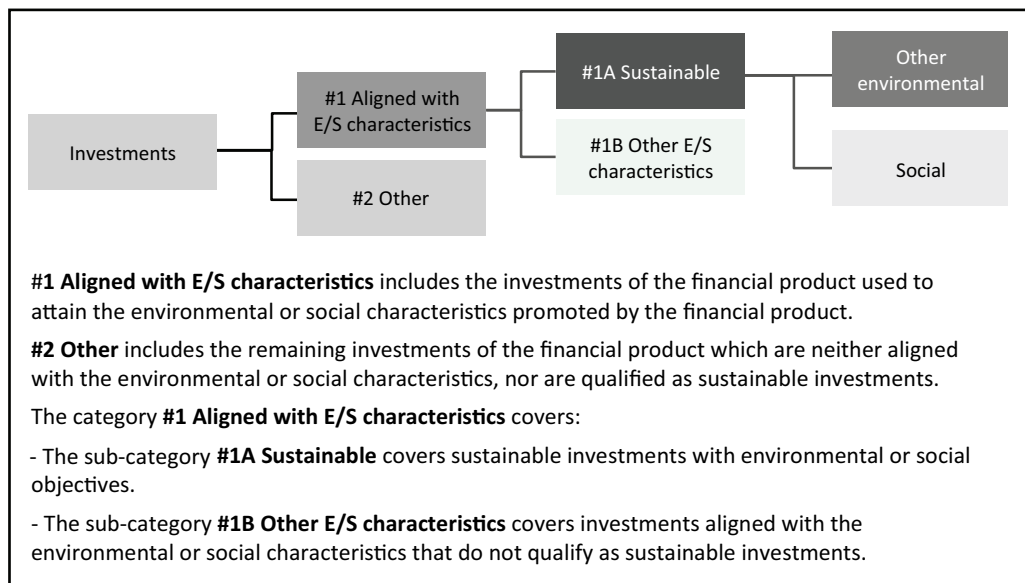 Investments
#1 Aligned with
E/S characteristics
#2 Other
#1A Sustainable
#1B Other E/S
characteristics
Other
environmental
Social
#1 Aligned with E/S characteristics includes the investments of the financial product used to
attain the environmental or social characteristics promoted by the financial product.
#2 Other includes the remaining investments of the financial product which are neither aligned
with the environmental or social characteristics, nor are qualified as sustainable investments.
The category #1 Aligned with E/S characteristics covers:
- The sub-category #1A Sustainable covers sustainable investments with environmental or social
objectives.
- The sub-category #1B Other E/S characteristics covers investments aligned with the
environmental or social characteristics that do not qualify as sustainable investments.